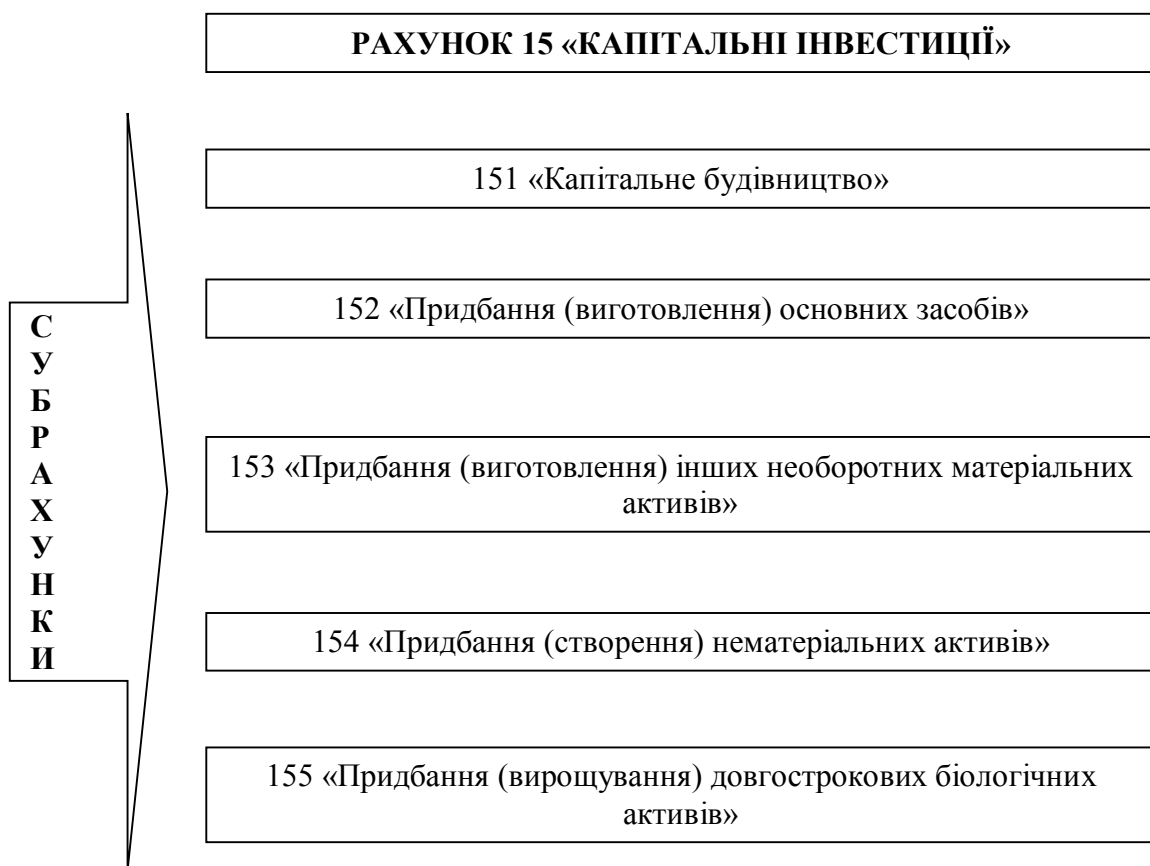 РАХУНОК 15 «КАПІТАЛЬНІ ІНВЕСТИЦІЇ»
151 «Капітальне будівництво»
152 «Придбання (виготовлення) основних засобів»
С
У
Б
Р
А
Х
У
Н
К
И
153 «Придбання (виготовлення) інших необоротних матеріальних
активів»
154 «Придбання (створення) нематеріальних активів»
155 «Придбання (вирощування) довгострокових біологічних
активів»